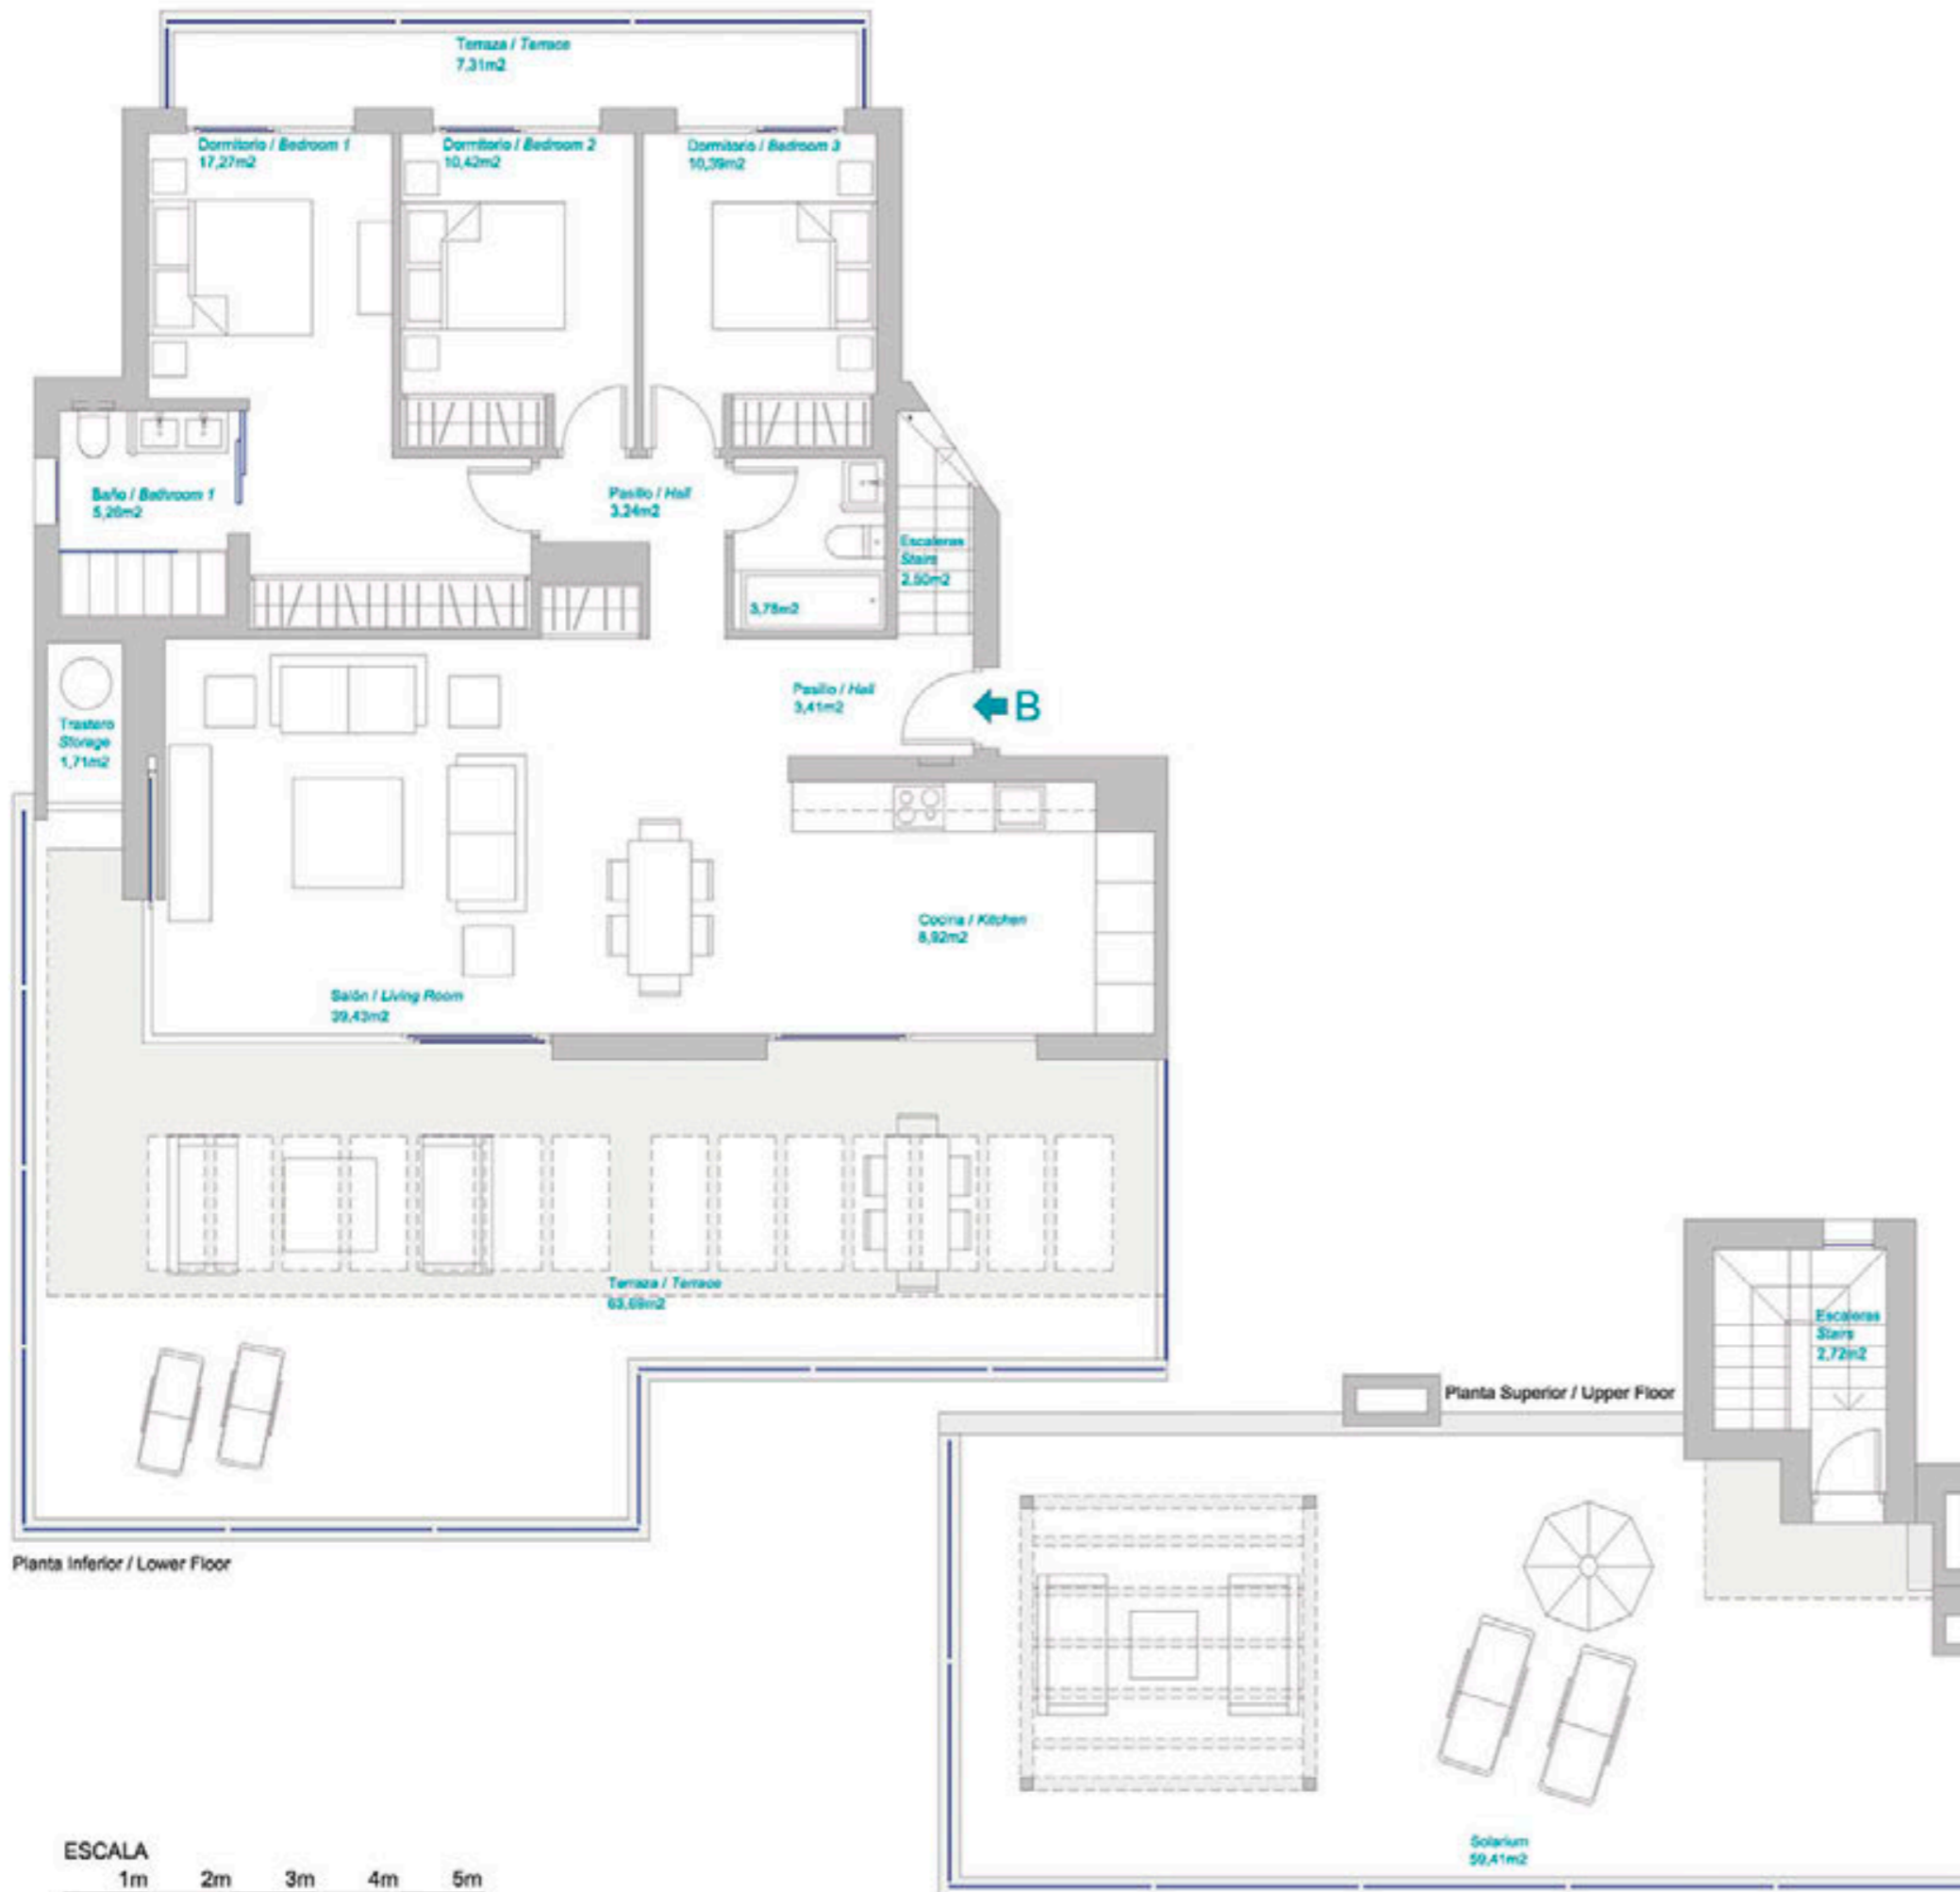 Terraza / Terrace
7,31m2
Dormitorio / Bedroom 1
17,27m2
Dormitorio / Bedroom 2
10,42m2
Dormitorio / Bedroom 3
10,39m2
Baño / Bathroom 1
5,26m2
Pasillo / Hall
3,24m2
Escaleras
Stairs
2,50m2
3,78m2
Trastero
Storage
1,71m2
Pasillo / Hall
3,41m2
B
Cocina / Kitchen
8,92m2
Salón / Living Room
39,43m2
Terraza / Terrace
63,69m2
Planta Inferior / Lower Floor
Escaleras
Stairs
2,72m2
Planta Superior / Upper Floor
Solarium
59,41m2
ESCALA
1m 2m 3m 4m 5m